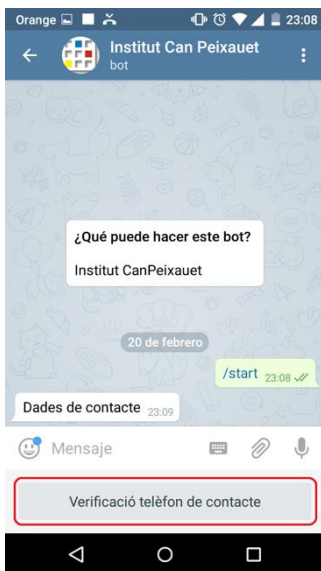 Orange 23:08
Institut Can Peixauet
bot
¿Qué puede hacer este bot?
Institut CanPeixauet
20 de febrero
/start 23:08
Dades de contacte 23:09
Mensaje
Verificació telèfon de contacte